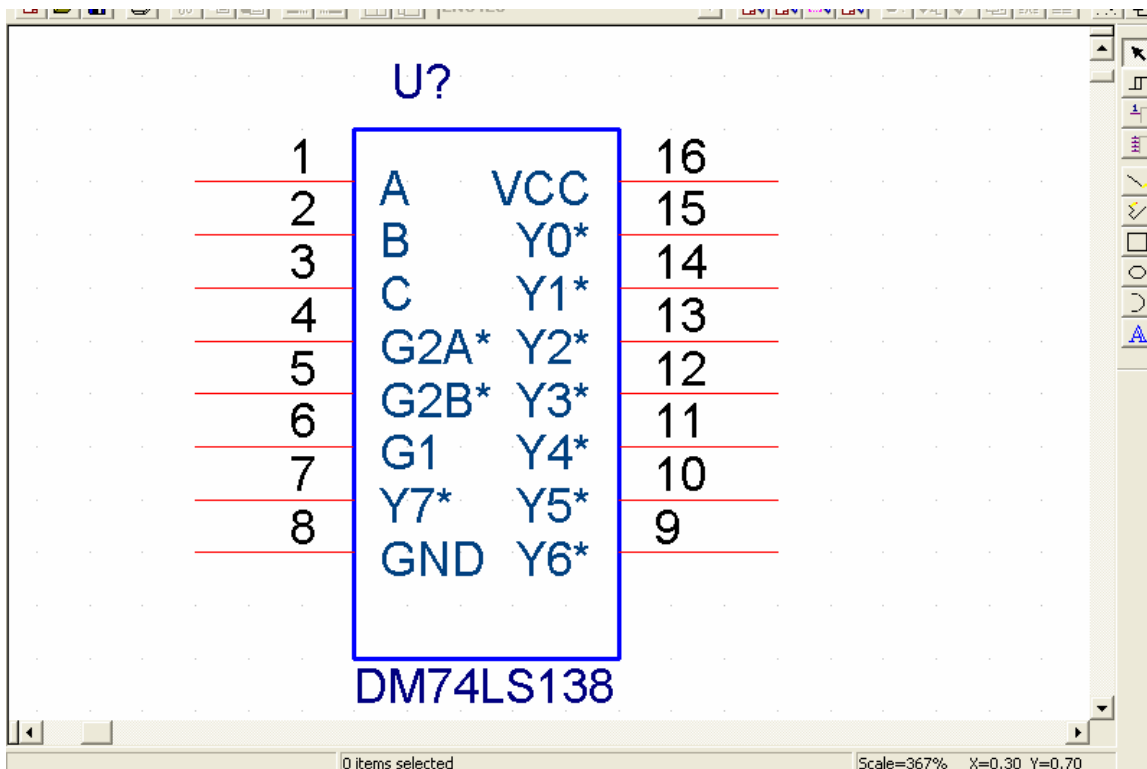 U?
1 A VCC 16
2 B Y0* 15
3 C Y1* 14
4 G2A* Y2* 13
5 G2B* Y3* 12
6 G1 Y4* 11
7 Y7* Y5* 10
8 GND Y6* 9
DM74LS138
0 items selected
Scale=367% X=0.30 Y=0.70